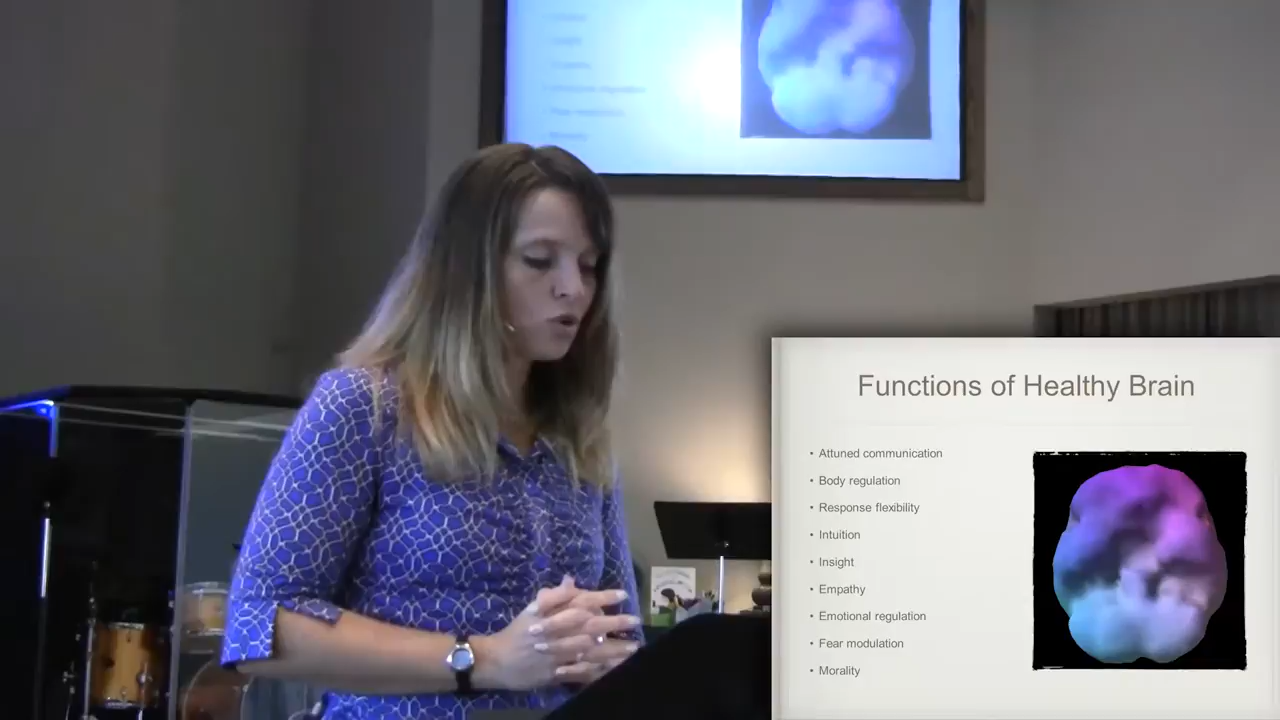 Functions of Healthy Brain
• Attuned communication
• Body regulation
• Response flexibility
• Intuition
• Insight
• Empathy
• Emotional regulation
• Fear modulation
• Morality